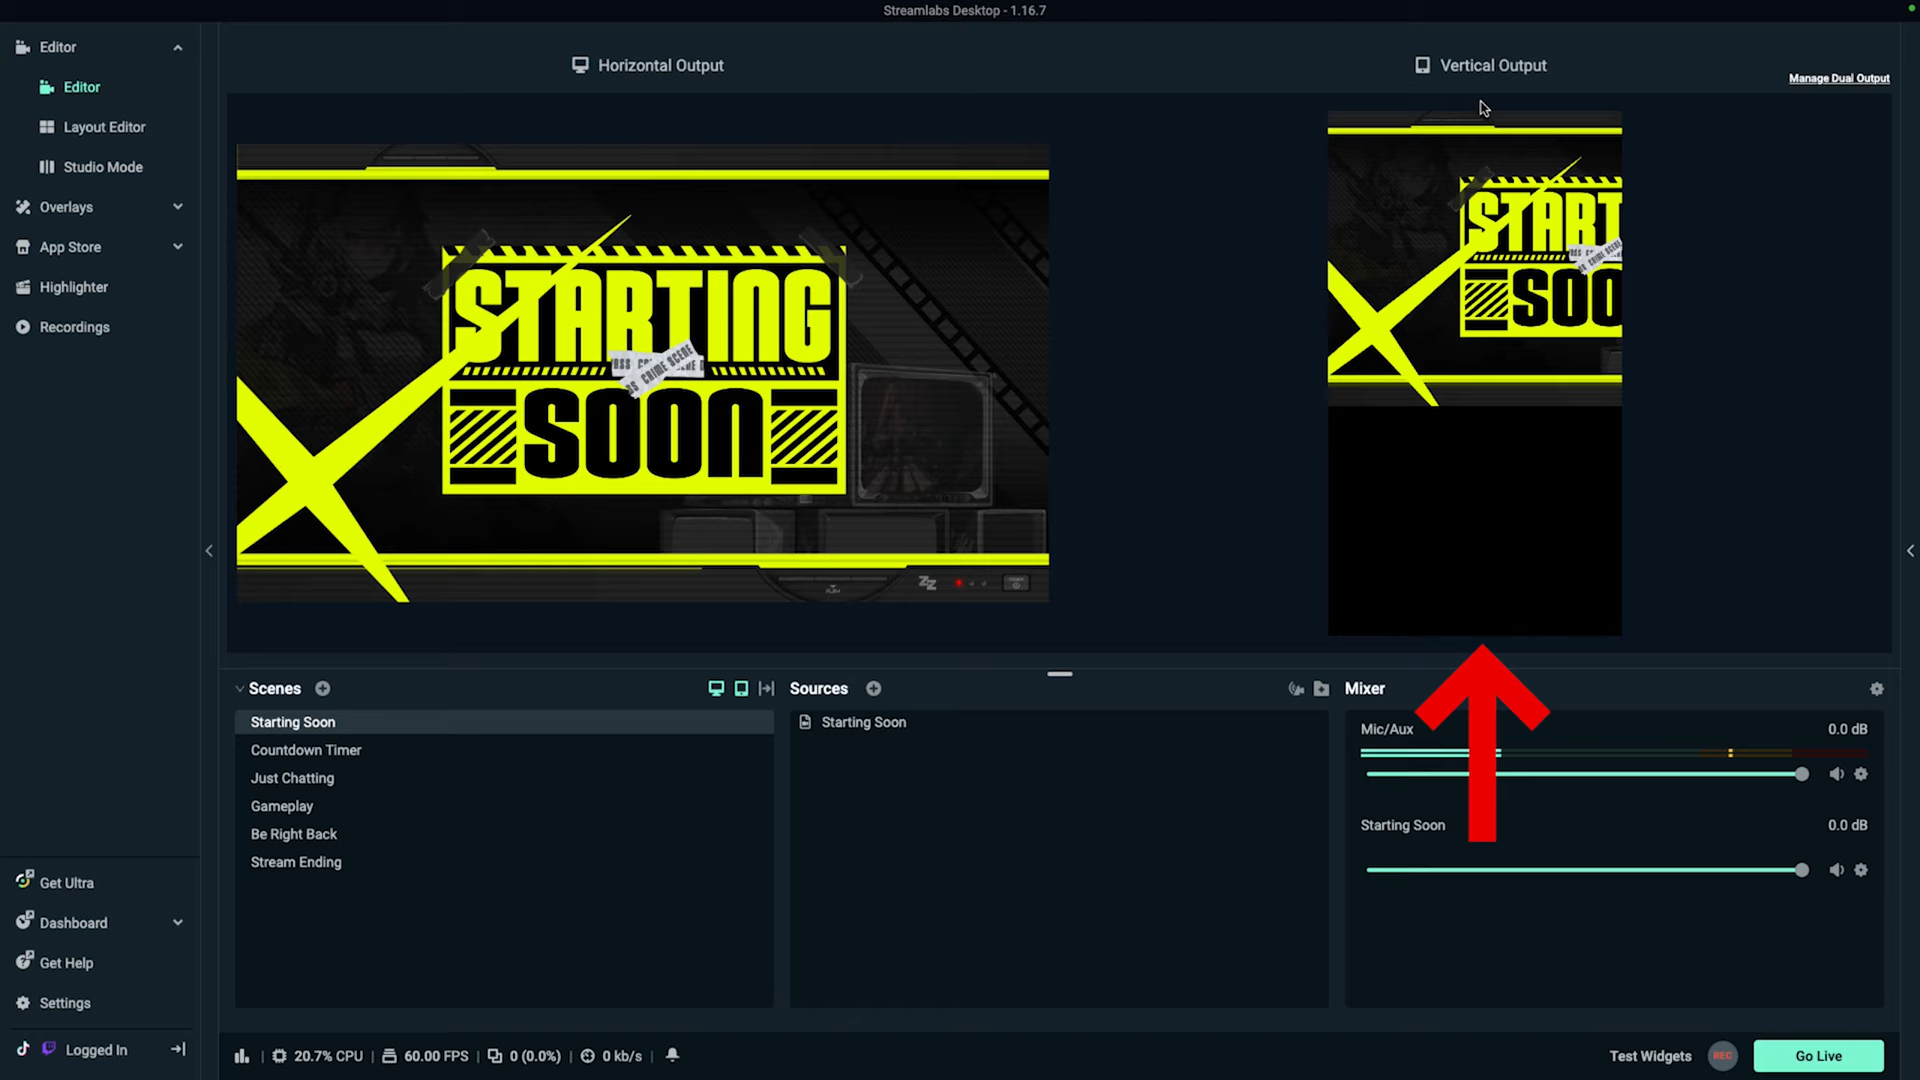 Streamlabs Desktop - 1.16.7
Editor
Editor
Layout Editor
Studio Mode
Overlays
App Store
Highlighter
Recordings
Get Ultra
Dashboard
Get Help
Settings
Logged In
Horizontal Output
Vertical Output
Manage Dual Output
STARTING
CRIME SCENE
SOON
START
SOO
Scenes
Starting Soon
Countdown Timer
Just Chatting
Gameplay
Be Right Back
Stream Ending
Sources
Starting Soon
Mixer
Mic/Aux 0.0 dB
Starting Soon 0.0 dB
20.7% CPU
60.00 FPS
0 (0.0%)
0 kb/s
Test Widgets
REC
Go Live